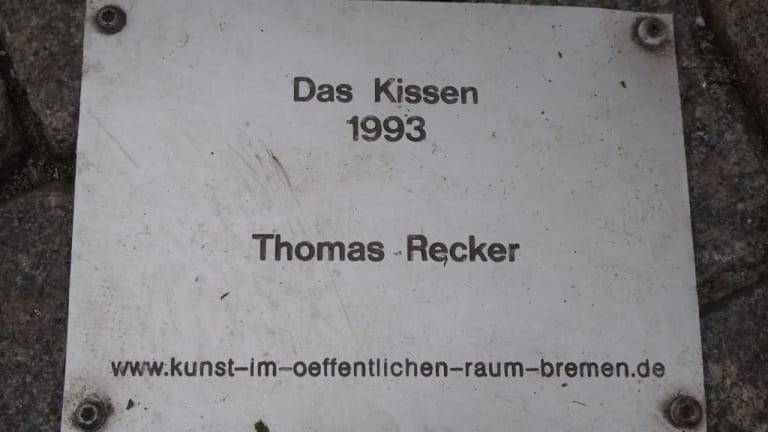 Das Kissen
1993
Thomas Recker
www.kunst-im-oeffentlichen-raum-bremen.de